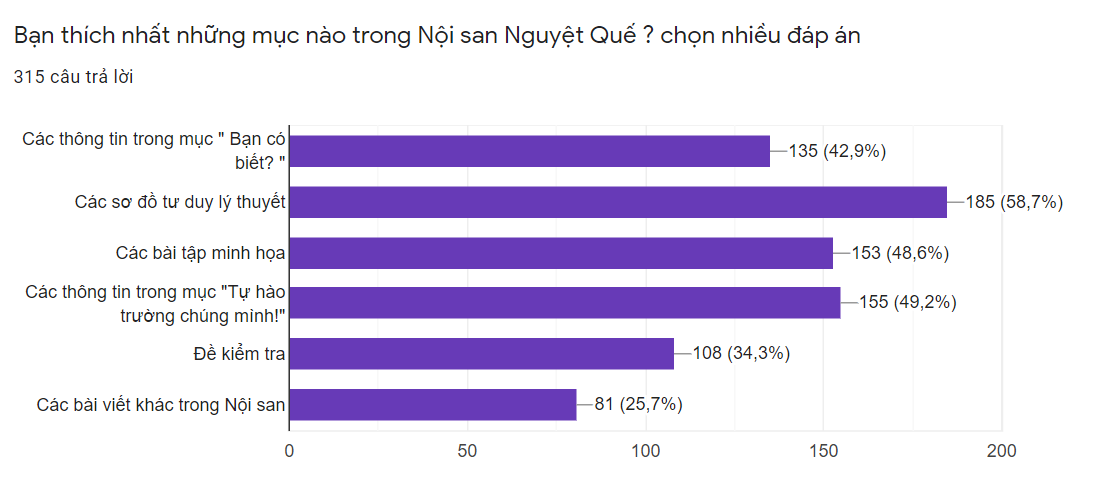 Bạn thích nhất những mục nào trong Nội san Nguyệt Quế ? chọn nhiều đáp án
315 câu trả lời
Các thông tin trong mục " Bạn có
biết? "
135 (42,9%)
Các sơ đồ tư duy lý thuyết
185 (58,7%)
Các bài tập minh họa
153 (48,6%)
Các thông tin trong mục "Tự hào
trường chúng mình!"
155 (49,2%)
Đề kiểm tra
108 (34,3%)
Các bài viết khác trong Nội san
81 (25,7%)
0 50 100 150 200